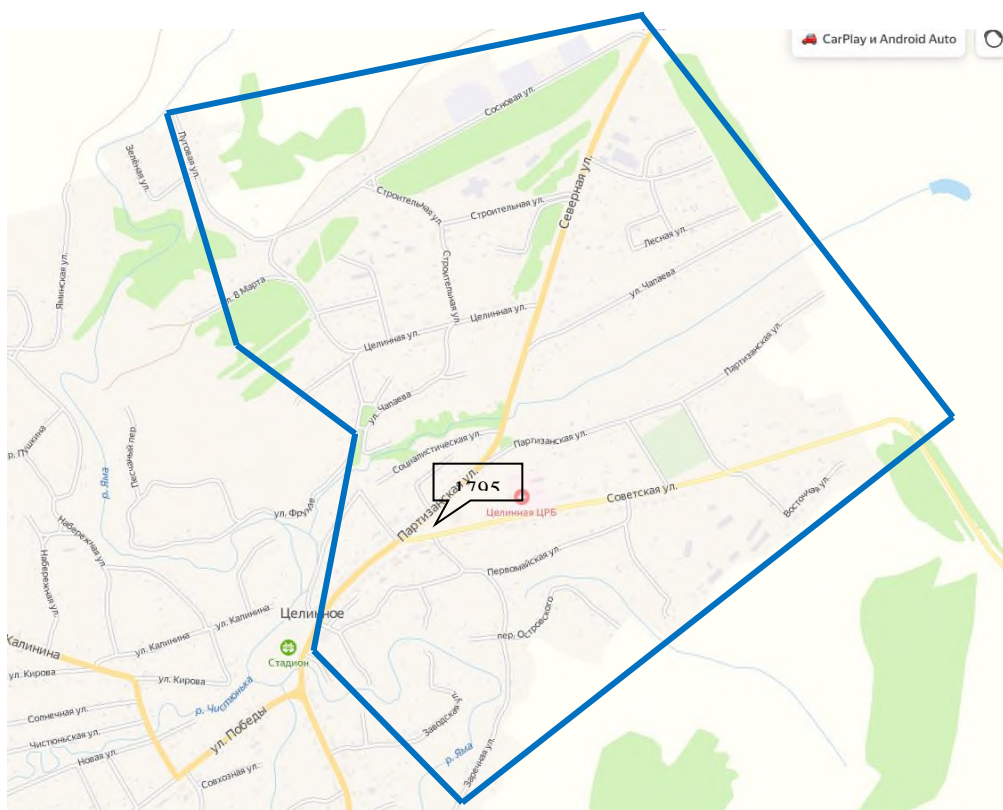 CarPlay и Android Auto
Сосновая ул.
Луговая ул.
Зелёная ул.
Строительная ул.
Строительная ул.
Северная ул.
Лесная ул.
Строительная ул.
ул. Чапаева
Яминская ул.
ул. 8 Марта
Целинная ул.
Целинная ул.
Партизанская ул.
ул. Чапаева
Социалистическая ул.
Партизанская ул.
Пушкина
Песчаный пер.
р. Яма
Партизанская ул.
1795
Целинная ЦРБ
Советская ул.
Восточная ул.
ул. Фрунзе
Набережная ул.
Набережная ул.
Первомайская ул.
пер. Островского
Целинное
ул. Калина
Калинина
ул. Калинина
Стадион
ул. Кирова
ул. Кирова
р. Чистюнька
Солнечная ул.
Чистюньская ул.
ул. Победы
Заводская ул.
Новая ул.
р. Яма
Заречная ул.
Совхозная ул.